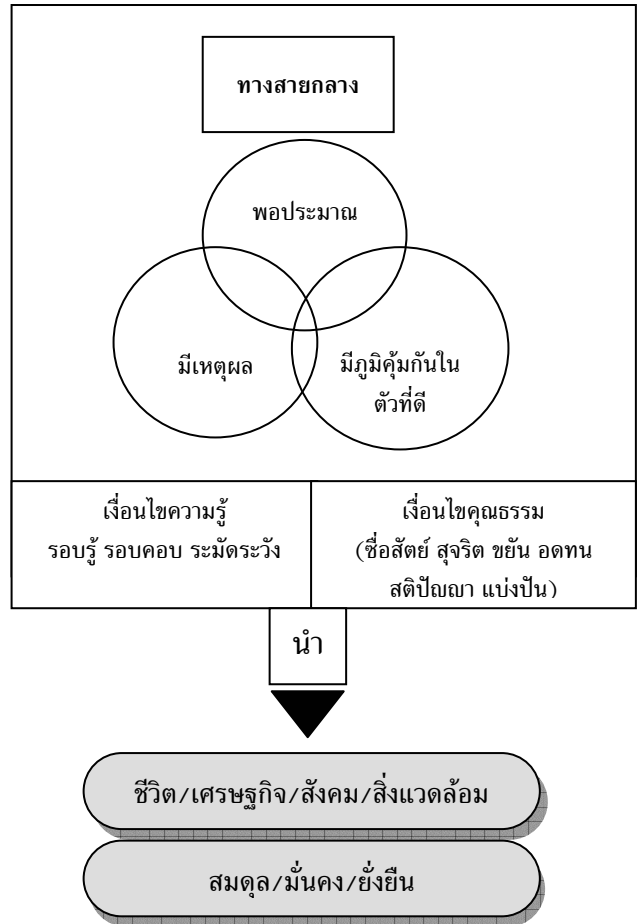 ทางสายกลาง
พอประมาณ
มีเหตุผล
มีภูมิคุ้มกันใน
ตัวที่ดี
เงื่อนไขความรู้
รอบรู้ รอบคอบ ระมัดระวัง
เงื่อนไขคุณธรรม
(ซื่อสัตย์ สุจริต ขยัน อดทน
สติปัญญา แบ่งปัน)
นำ
ชีวิต/เศรษฐกิจ/สังคม/สิ่งแวดล้อม
สมดุล/มั่นคง/ยั่งยืน